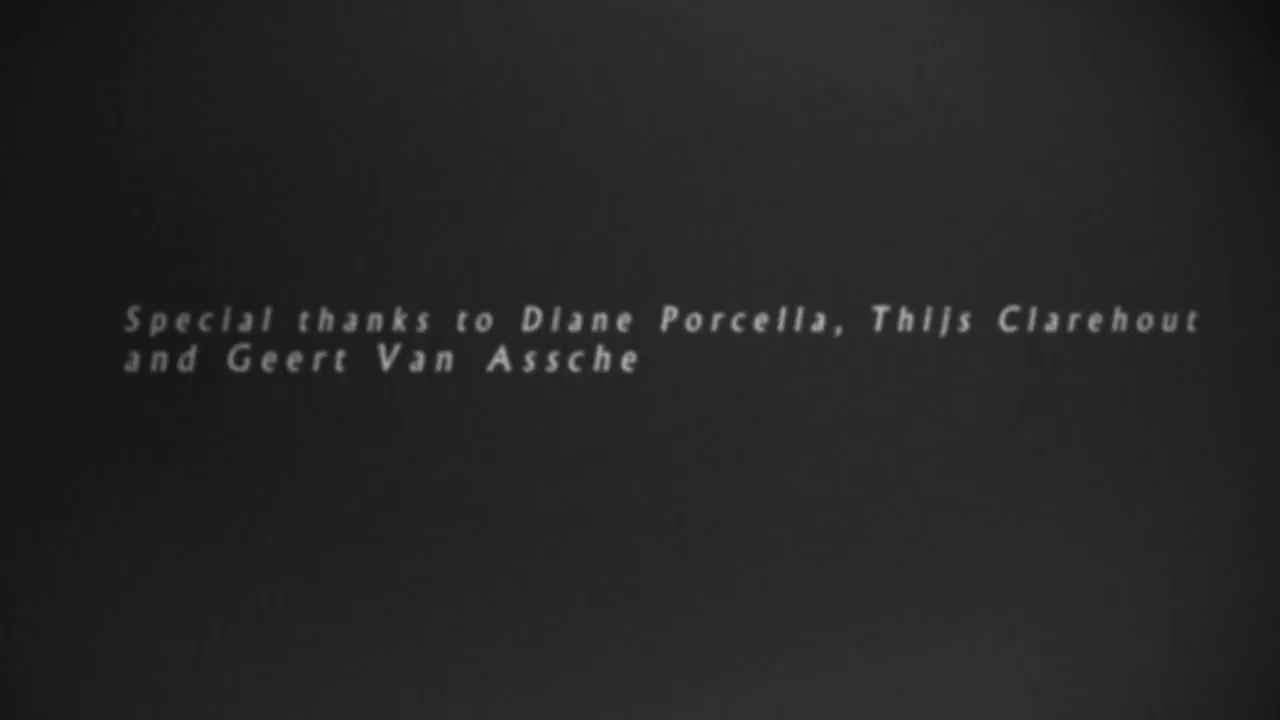 Special thanks to Diane Porcella, Thijs Clarehout
and Geert Van Assche